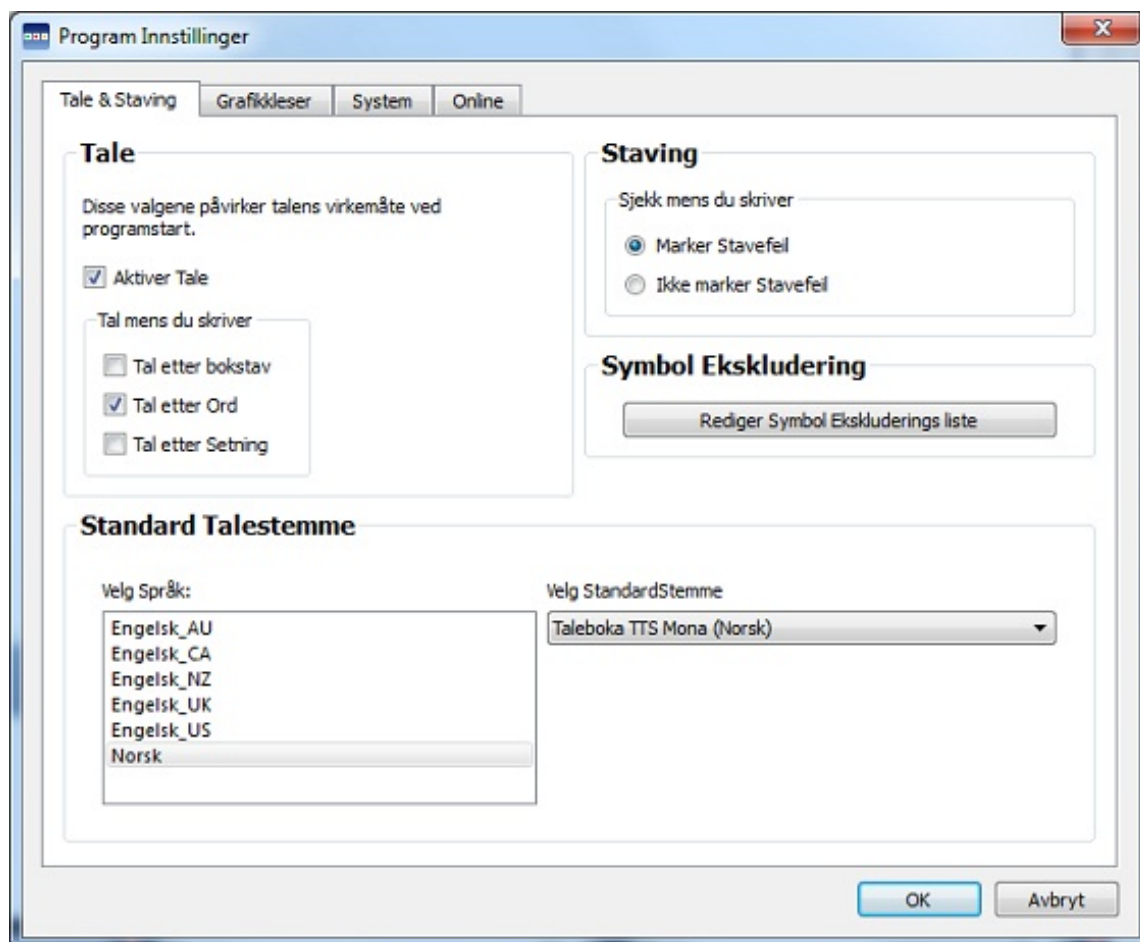 Program Innstillinger
Tale & Staving
Grafikkleser
System
Online
Tale
Disse valgene påvirker talens virkemåte ved
programstart.
Aktiver Tale
Tal mens du skriver
Tal etter bokstav
Tal etter Ord
Tal etter Setning
Staving
Sjekk mens du skriver
Marker Stavefeil
Ikke marker Stavefeil
Symbol Ekskludering
Rediger Symbol Ekskluderings liste
Standard Talestemme
Velg Språk:
Engelsk_AU
Engelsk_CA
Engelsk_NZ
Engelsk_UK
Engelsk_US
Norsk
Velg StandardStemme
Taleboka TTS Mona (Norsk)
OK
Avbryt